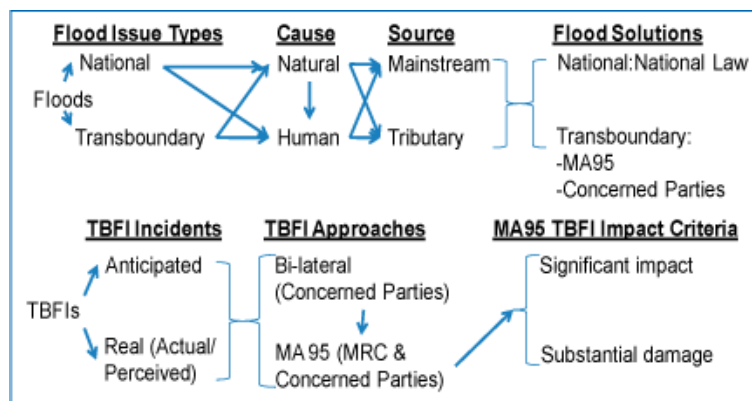 Flood Issue Types Cause Source Flood Solutions
National Natural Mainstream National:National Law
Floods
Transboundary Human Tributary Transboundary:
-MA95
-Concerned Parties
TBFI Incidents TBFI Approaches MA95 TBFI Impact Criteria
Anticipated Bi-lateral Significant impact
(Concerned Parties)
TBFIs
Real (Actual/ MA 95 (MRC & Substantial damage
Perceived) Concerned Parties)